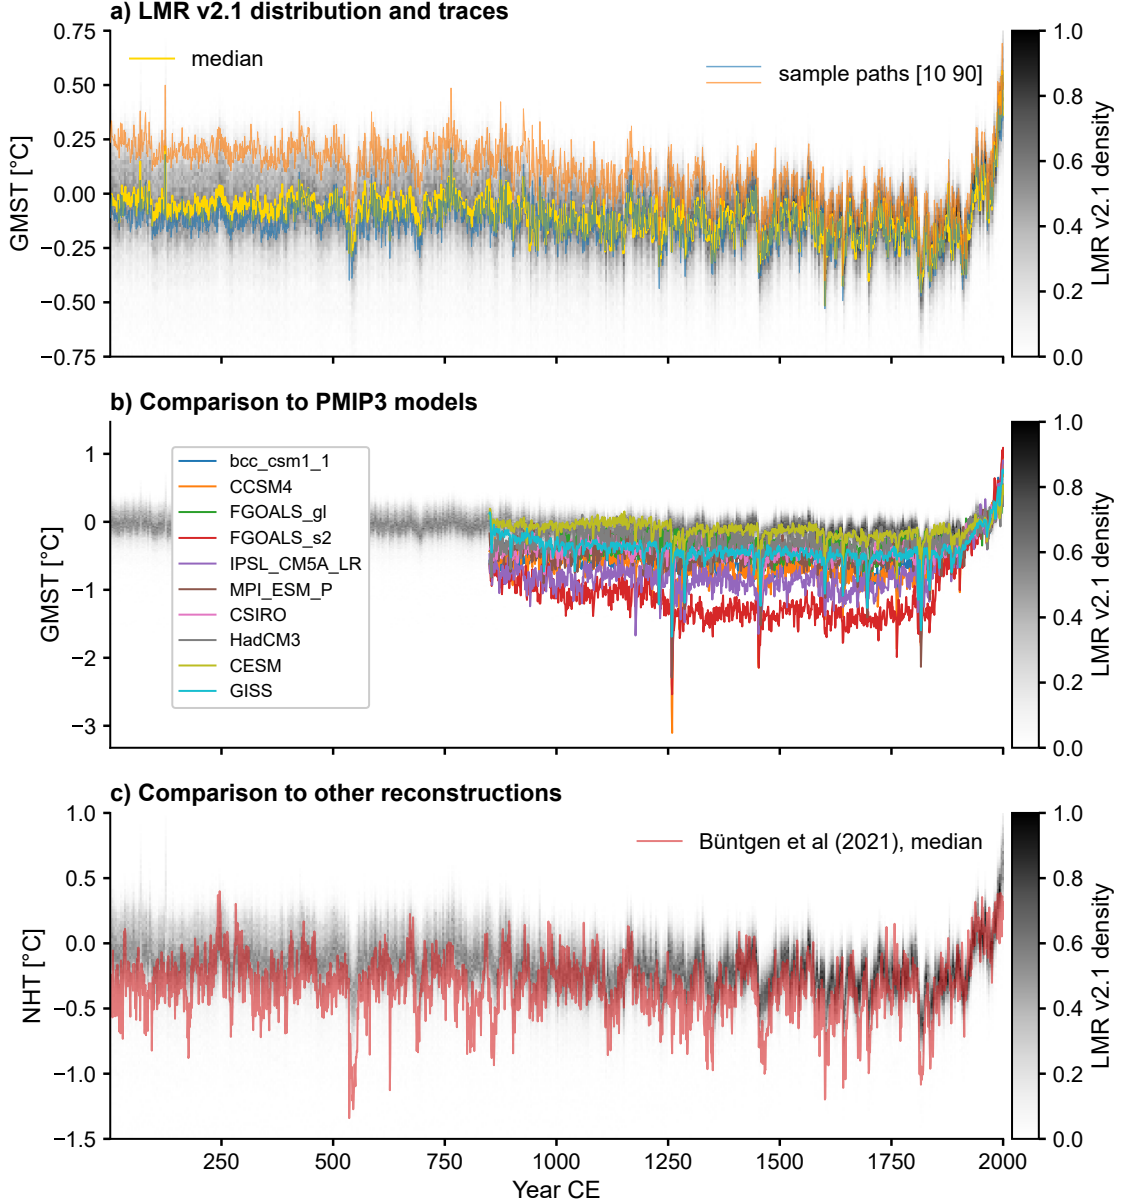 a) LMR v2.1 distribution and traces
0.75
0.50
0.25
0.00
−0.25
−0.50
−0.75
GMST [°C]
median
sample paths [10 90]
1.0
0.8
0.6
0.4
0.2
0.0
LMR v2.1 density
b) Comparison to PMIP3 models
1
0
−1
−2
−3
GMST [°C]
bcc_csm1_1
CCSM4
FGOALS_gl
FGOALS_s2
IPSL_CM5A_LR
MPI_ESM_P
CSIRO
HadCM3
CESM
GISS
1.0
0.8
0.6
0.4
0.2
0.0
LMR v2.1 density
c) Comparison to other reconstructions
1.0
0.5
0.0
−0.5
−1.0
−1.5
NHT [°C]
Büntgen et al (2021), median
1.0
0.8
0.6
0.4
0.2
0.0
LMR v2.1 density
250 500 750 1000 1250 1500 1750 2000
Year CE